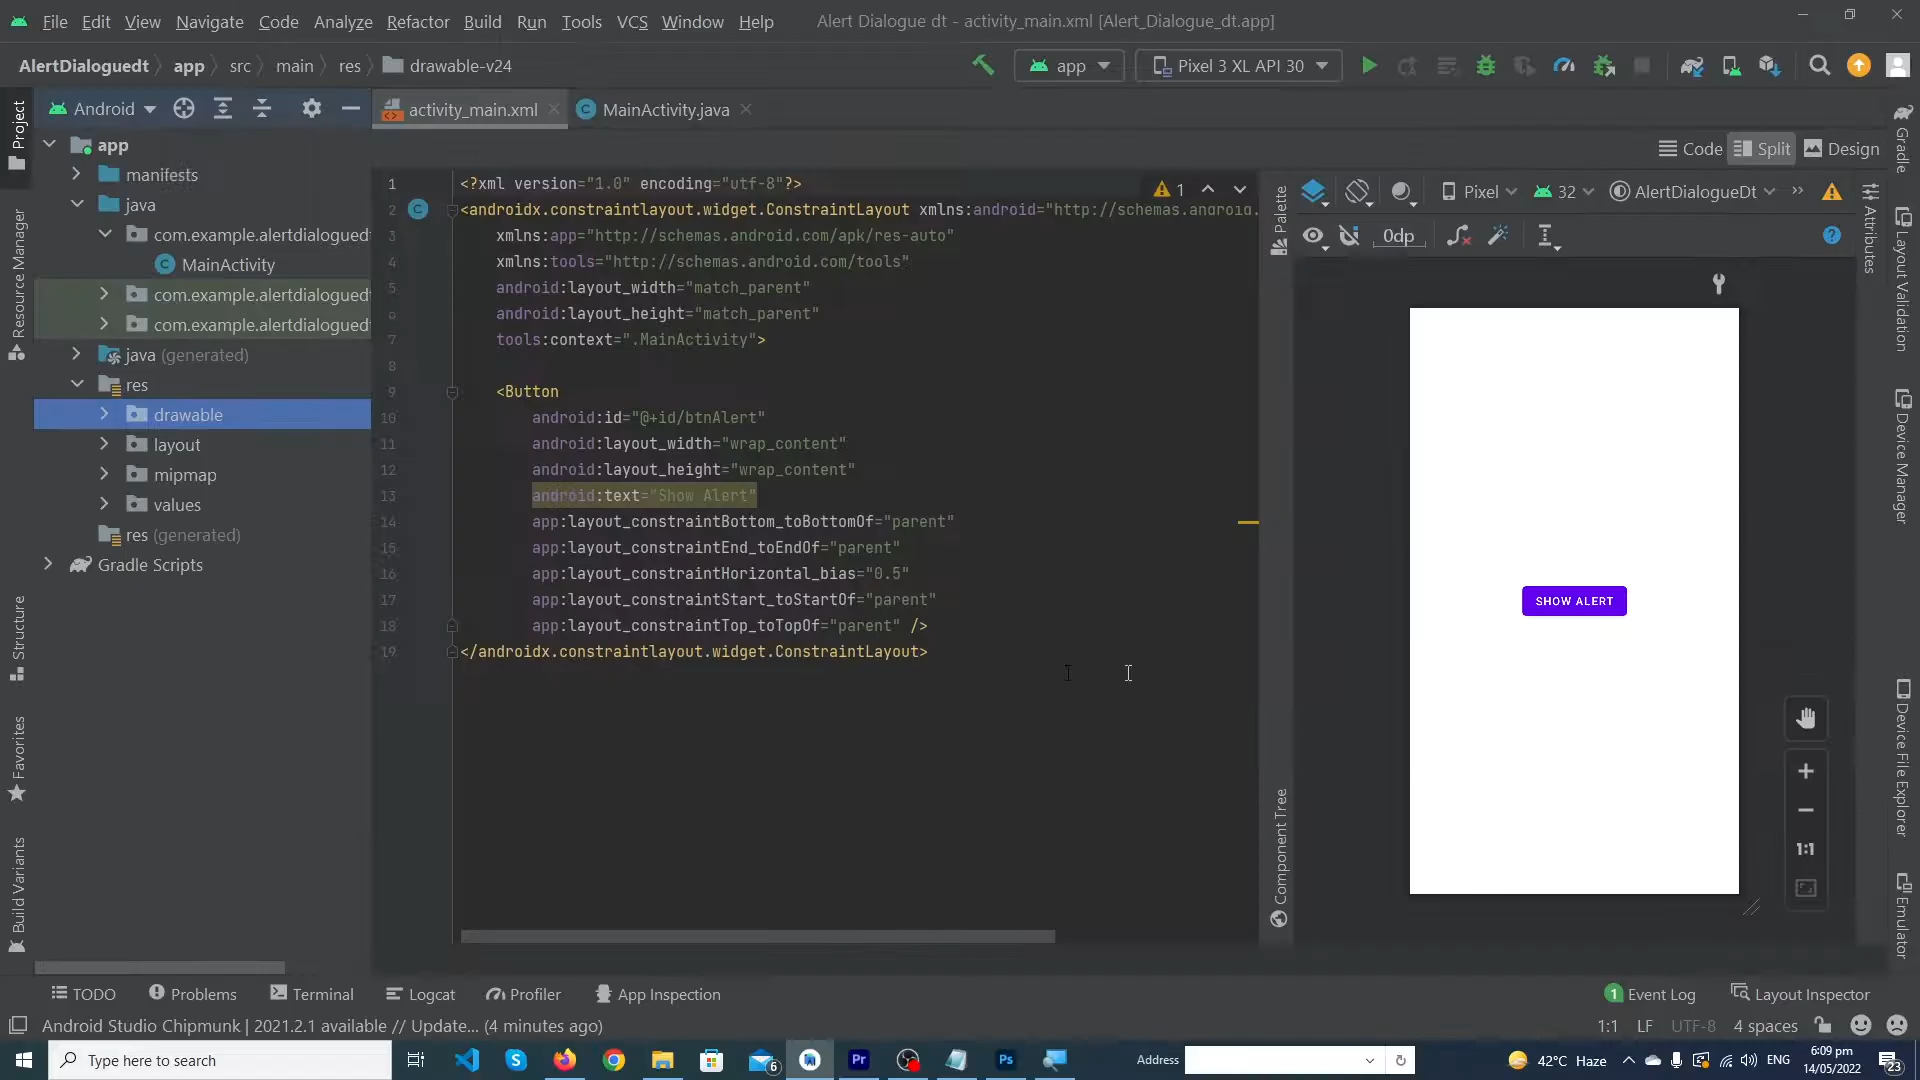 File Edit View Navigate Code Analyze Refactor Build Run Tools VCS Window Help Alert Dialogue dt - activity_main.xml [Alert_Dialogue_dt.app]
AlertDialoguedt app src main res drawable-v24 app Pixel 3 XL API 30
Android activity_main.xml MainActivity.java
Project
Resource Manager
Structure
Favorites
Build Variants
app
manifests
java
com.example.alertdialogued
MainActivity
com.example.alertdialogued
com.example.alertdialogued
java (generated)
res
drawable
layout
mipmap
values
res (generated)
Gradle Scripts
Code Split Design
1 <?xml version="1.0" encoding="utf-8"?>
2 <androidx.constraintlayout.widget.ConstraintLayout xmlns:android="http://schemas.android.
3 xmlns:app="http://schemas.android.com/apk/res-auto"
4 xmlns:tools="http://schemas.android.com/tools"
5 android:layout_width="match_parent"
6 android:layout_height="match_parent"
7 tools:context=".MainActivity">
8
9 <Button
10 android:id="@+id/btnAlert"
11 android:layout_width="wrap_content"
12 android:layout_height="wrap_content"
13 android:text="Show Alert"
14 app:layout_constraintBottom_toBottomOf="parent"
15 app:layout_constraintEnd_toEndOf="parent"
16 app:layout_constraintHorizontal_bias="0.5"
17 app:layout_constraintStart_toStartOf="parent"
18 app:layout_constraintTop_toTopOf="parent" />
19 </androidx.constraintlayout.widget.ConstraintLayout>
1
Palette
Component Tree
Pixel 32 AlertDialogueDt
0dp
SHOW ALERT
1:1
Attributes
Gradle
Layout Validation
Device Manager
Device File Explorer
Emulator
TODO Problems Terminal Logcat Profiler App Inspection 1 Event Log Layout Inspector
Android Studio Chipmunk | 2021.2.1 available // Update... (4 minutes ago) 1:1 LF UTF-8 4 spaces
Type here to search 6 Pr Ps Address 42°C Haze ENG 6:09 pm
14/05/2022
23